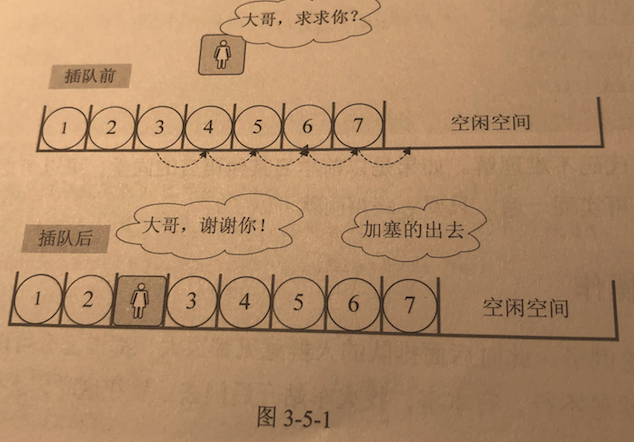 大哥，求求你?
插队前
1 2 3 4 5 6 7 空闲空间
大哥，谢谢你!
加塞的出去
插队后
1 2 3 4 5 6 7 空闲空间
图 3-5-1